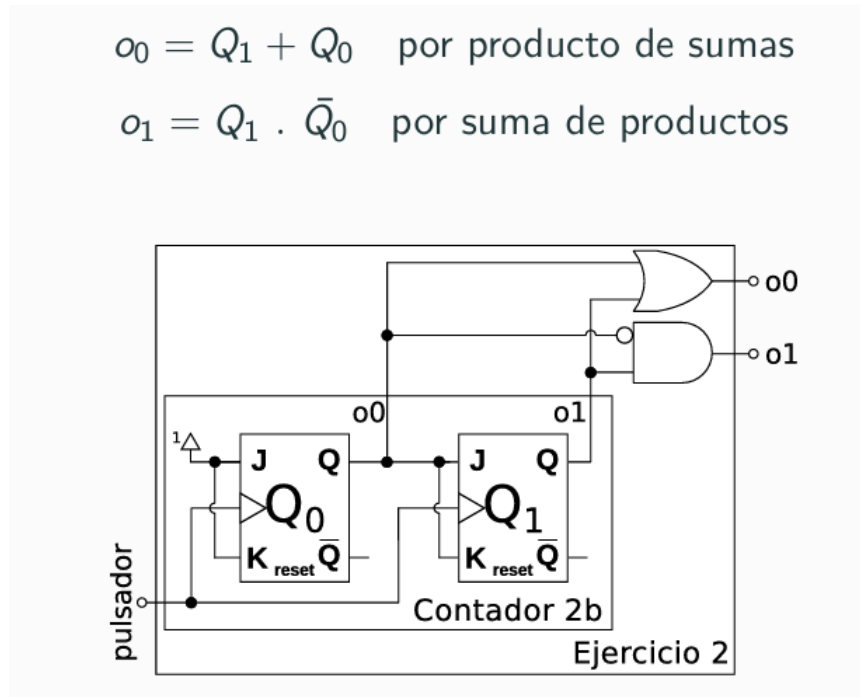 o₀ = Q₁ + Q₀ por producto de sumas
o₁ = Q₁ . Q̄₀ por suma de productos
o0
o1
o0 o1
1
J Q J Q
Q₀ Q₁
K reset Q̅ K reset Q̅
pulsador
Contador 2b
Ejercicio 2